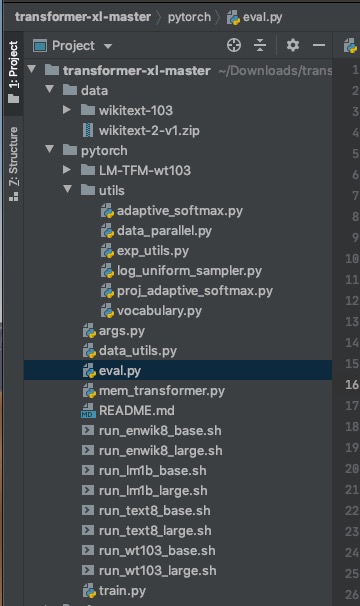 transformer-xl-master pytorch eval.py
1: Project
Z: Structure
Project
transformer-xl-master ~/Downloads/trans
data
wikitext-103
wikitext-2-v1.zip
pytorch
LM-TFM-wt103
utils
adaptive_softmax.py
data_parallel.py
exp_utils.py
log_uniform_sampler.py
proj_adaptive_softmax.py
vocabulary.py
args.py
data_utils.py
eval.py
mem_transformer.py
MD README.md
run_enwik8_base.sh
run_enwik8_large.sh
run_lm1b_base.sh
run_lm1b_large.sh
run_text8_base.sh
run_text8_large.sh
run_wt103_base.sh
run_wt103_large.sh
train.py
1
2
3
4
5
6
7
8
9
10
11
12
13
14
15
16
17
18
19
20
21
22
23
24
25
26